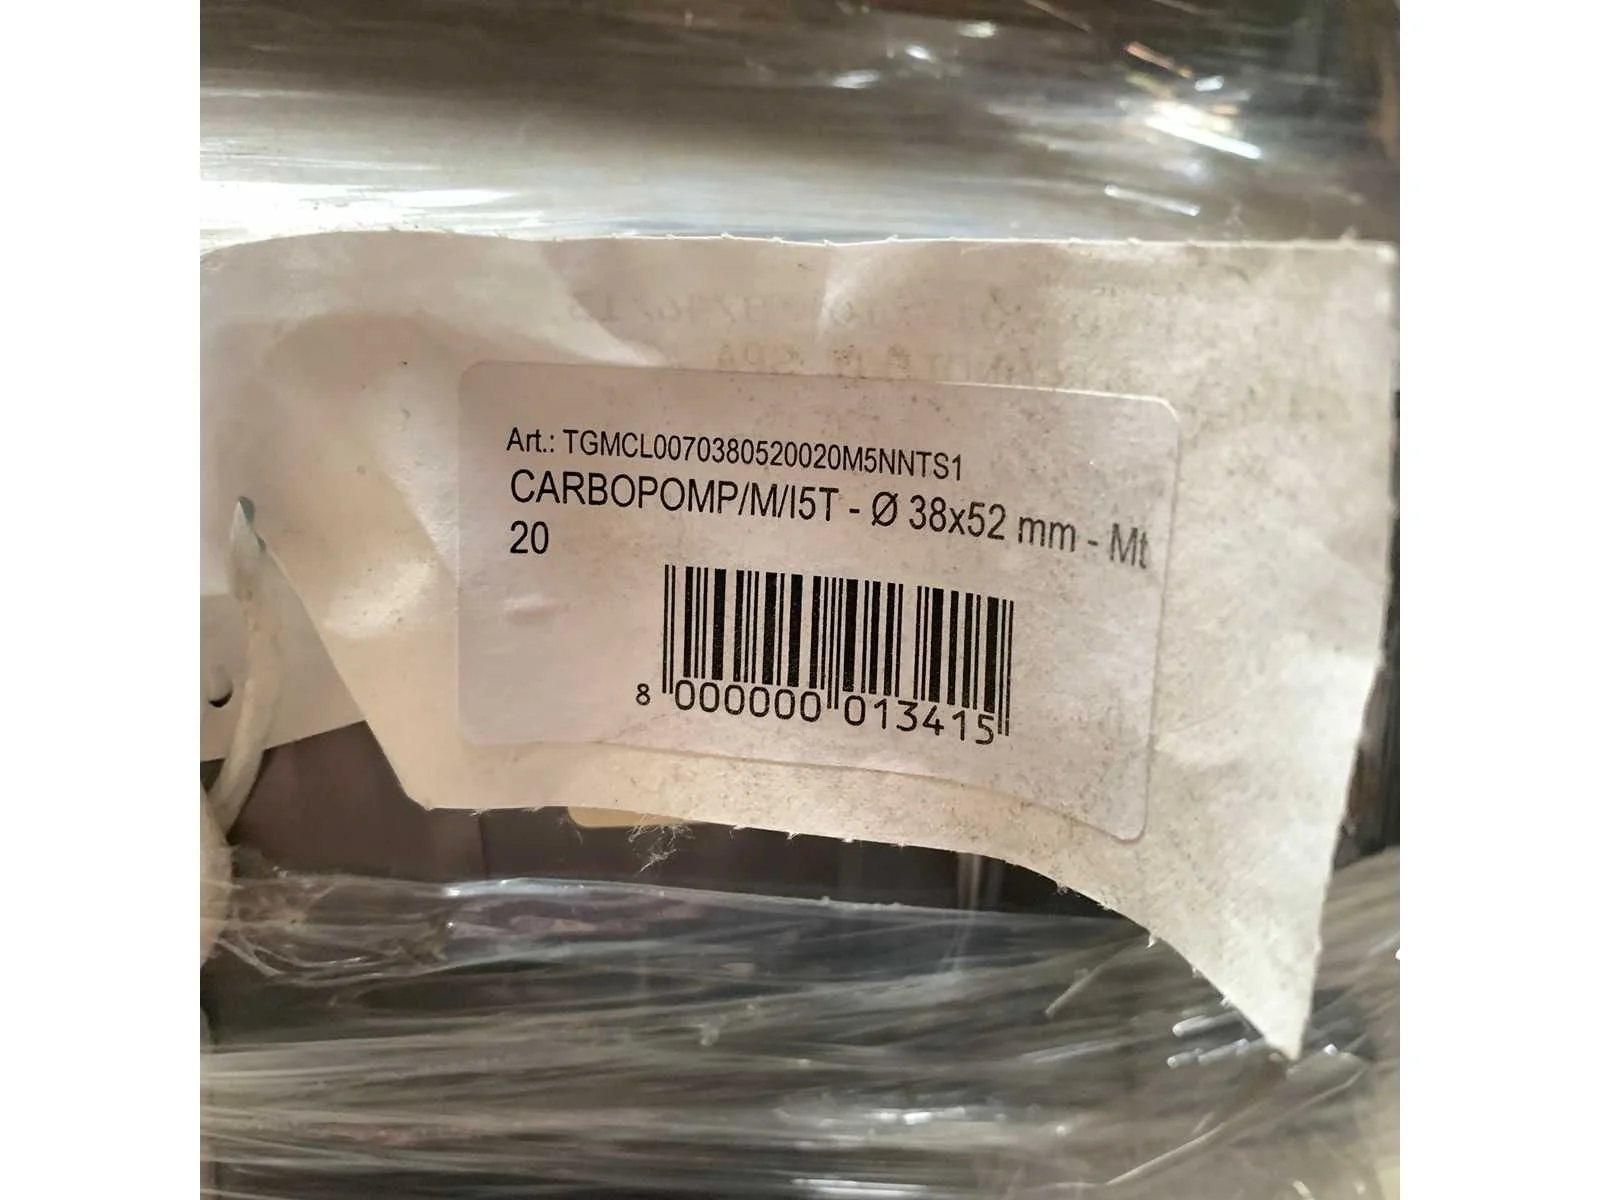 Art.: TGMCL0070380520020M5NNTS1
CARBOPOMP/M/I5T - Ø 38x52 mm - Mt
20
8 000000 013415